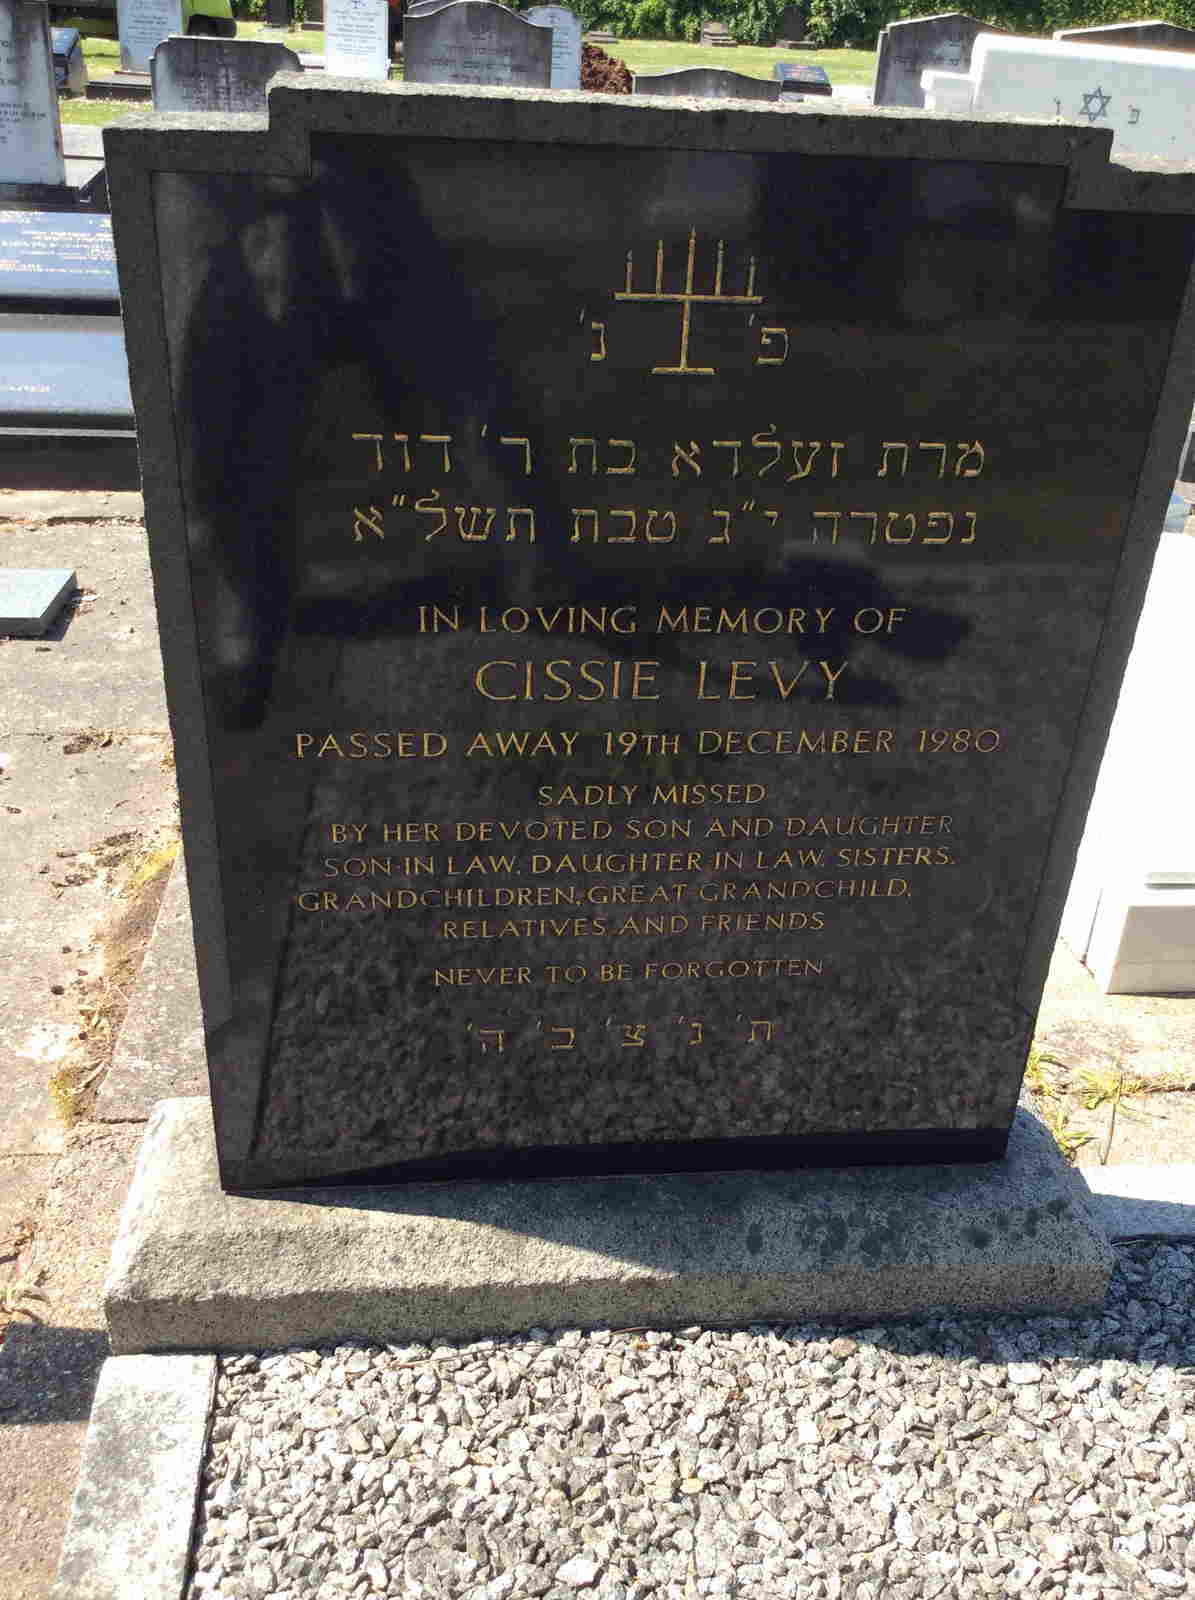 פ' נ'
מרת זעלדא בת ר' דוד
נפטרה י"ג טבת תשל"א
IN LOVING MEMORY OF
CISSIE LEVY
PASSED AWAY 19TH DECEMBER 1980
SADLY MISSED
BY HER DEVOTED SON AND DAUGHTER
SON-IN LAW, DAUGHTER-IN LAW, SISTERS,
GRANDCHILDREN, GREAT GRANDCHILD,
RELATIVES AND FRIENDS
NEVER TO BE FORGOTTEN
ת' נ' צ' ב' ה'